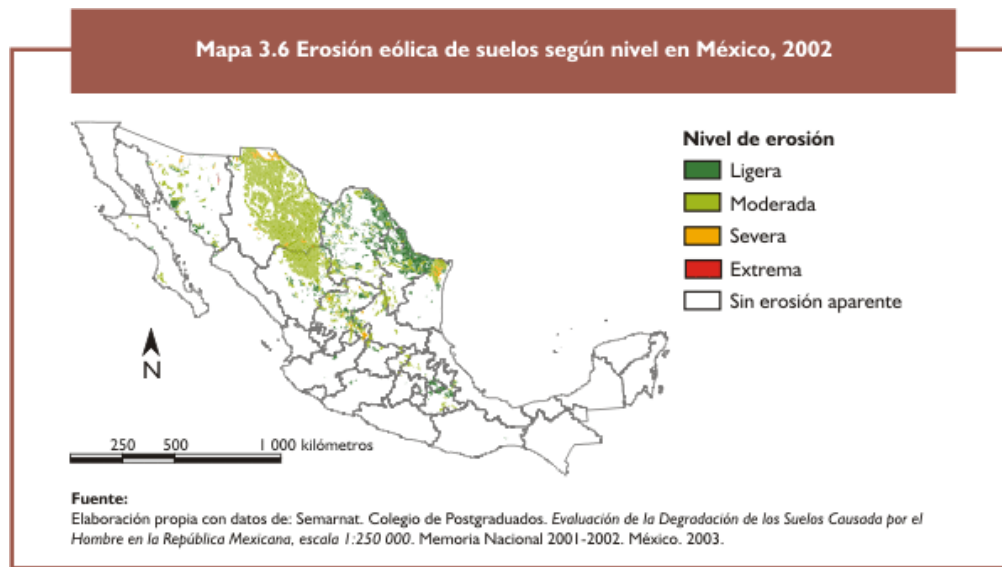 Mapa 3.6 Erosión eólica de suelos según nivel en México, 2002
Nivel de erosión
Ligera
Moderada
Severa
Extrema
Sin erosión aparente
N
250 500 1 000 kilómetros
Fuente:
Elaboración propia con datos de: Semarnat. Colegio de Postgraduados. Evaluación de la Degradación de los Suelos Causada por el
Hombre en la República Mexicana, escala 1:250 000. Memoria Nacional 2001-2002. México. 2003.